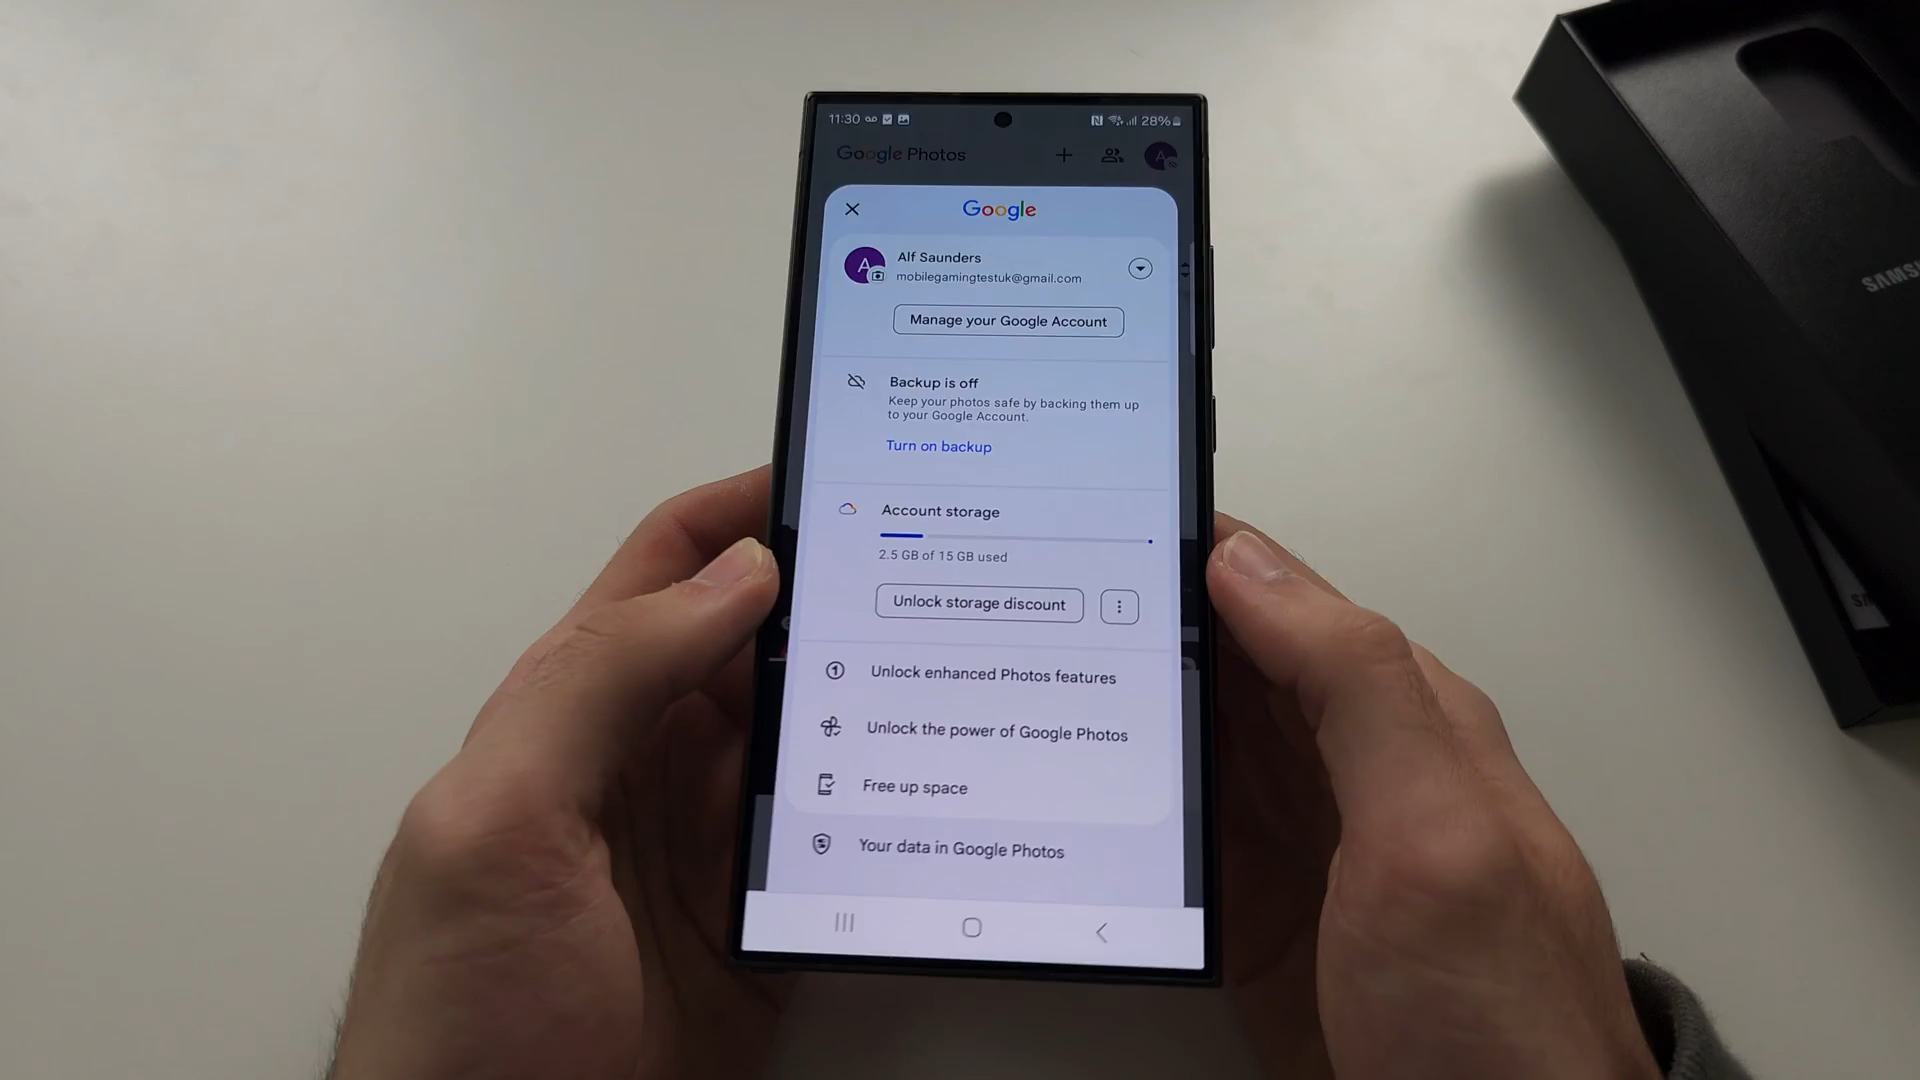 11:30
28%
Google Photos
A
Google
A
Alf Saunders
mobilegamingtestuk@gmail.com
Manage your Google Account
Backup is off
Keep your photos safe by backing them up
to your Google Account.
Turn on backup
Account storage
2.5 GB of 15 GB used
Unlock storage discount
Unlock enhanced Photos features
Unlock the power of Google Photos
Free up space
Your data in Google Photos